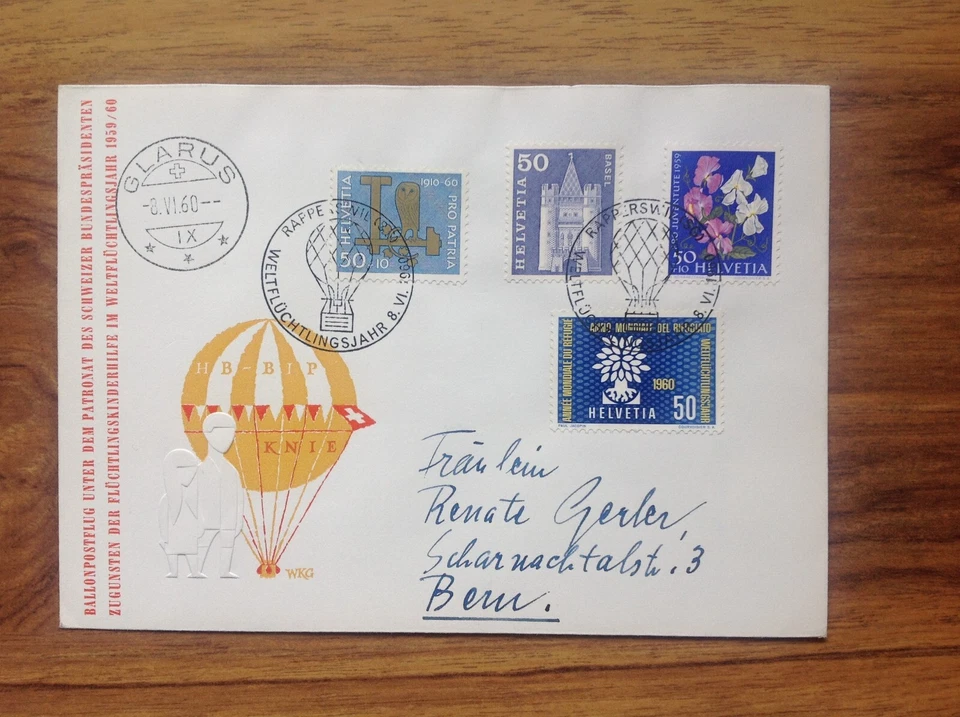 BALLONPOSTFLUG UNTER DEM PATRONAT DES SCHWEIZER BUNDESPRÄSIDENTEN
ZUGUNSTEN DER FLÜCHTLINGSKINDERHILFE IM WELTFLÜCHTLINGSJAHR 1959/60
GLARUS
-8.VI.60--
IX
HELVETIA
1910-60
PRO PATRIA
50+10
RAPPERSWIL
WELTFLÜCHTLINGSJAHR 8.VI.1960
50
HELVETIA
BASEL
PRO JUVENTUTE 1959
50
+10 HELVETIA
RAPPERSWIL
8.VI.
ANNO MONDIALE DEL RIFUGIATO
ANNÉE MONDIALE DU RÉFUGIÉ
WELTFLÜCHTLINGSJAHR
1960
HELVETIA 50
HB-BIP
KNIE
WKG
Fräulein
Renate Gerber
Scharnachtalstr. 3
Bern.